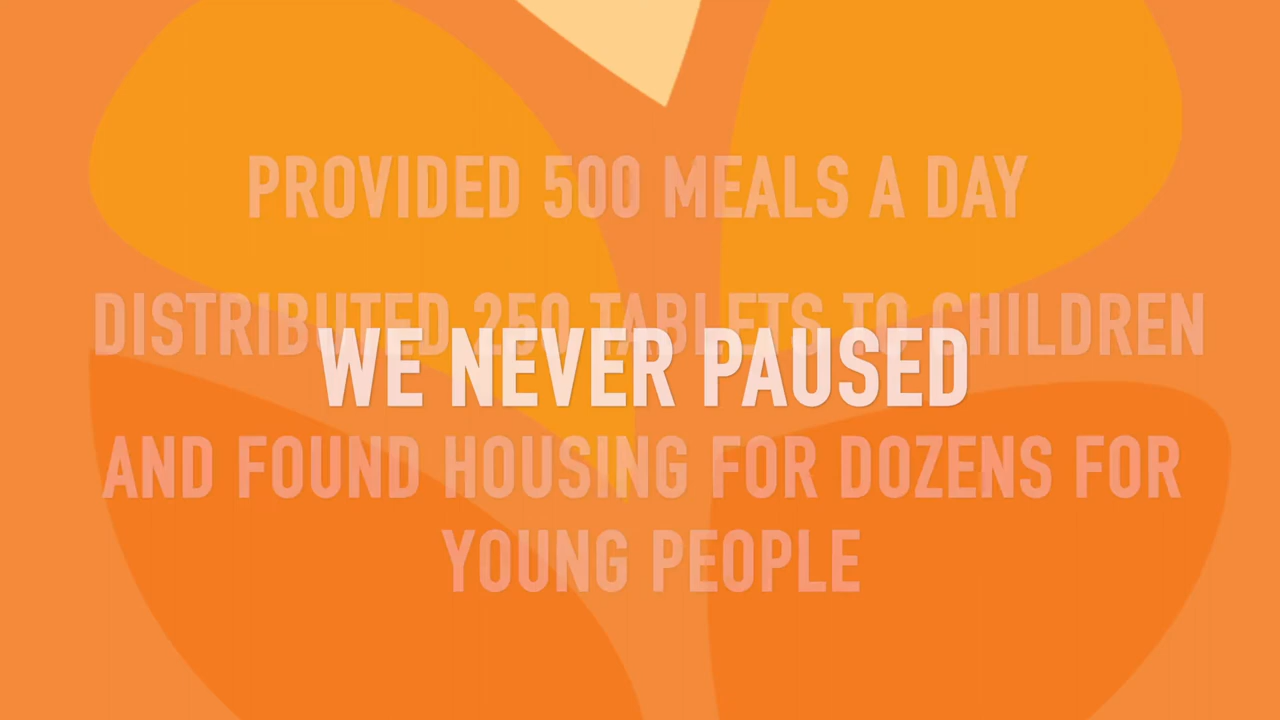 PROVIDED 500 MEALS A DAY
DISTRIBUTED 250 TABLETS TO CHILDREN
WE NEVER PAUSED
AND FOUND HOUSING FOR DOZENS FOR
YOUNG PEOPLE